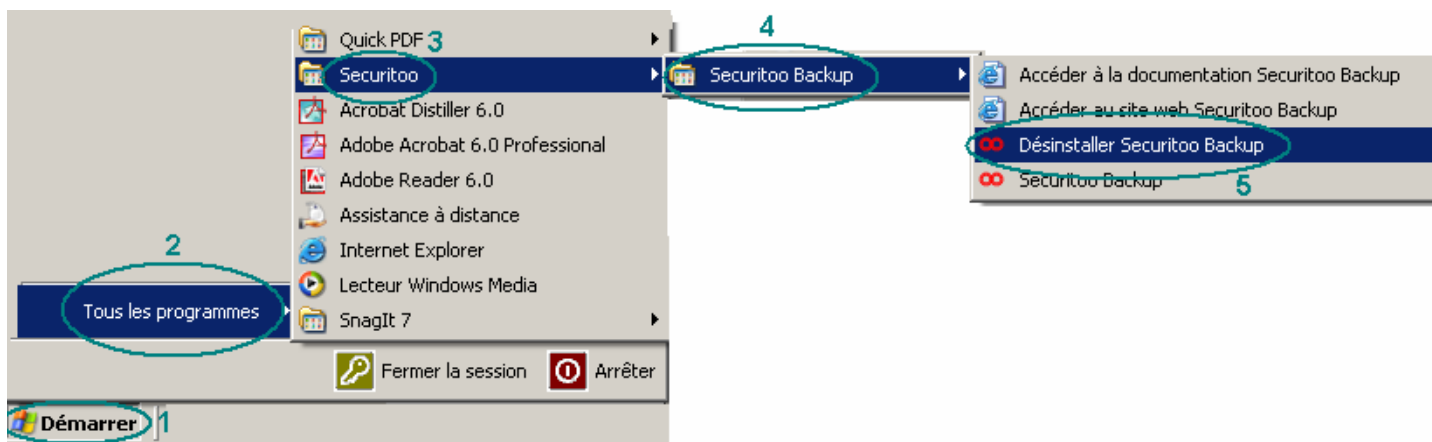 Quick PDF 3
Securitoo
Acrobat Distiller 6.0
Adobe Acrobat 6.0 Professional
Adobe Reader 6.0
Assistance à distance
Internet Explorer
Lecteur Windows Media
SnagIt 7
2
Tous les programmes
Fermer la session
Arrêter
Démarrer 1
4
Securitoo Backup
Accéder à la documentation Securitoo Backup
Accéder au site web Securitoo Backup
Désinstaller Securitoo Backup
Securitoo Backup
5